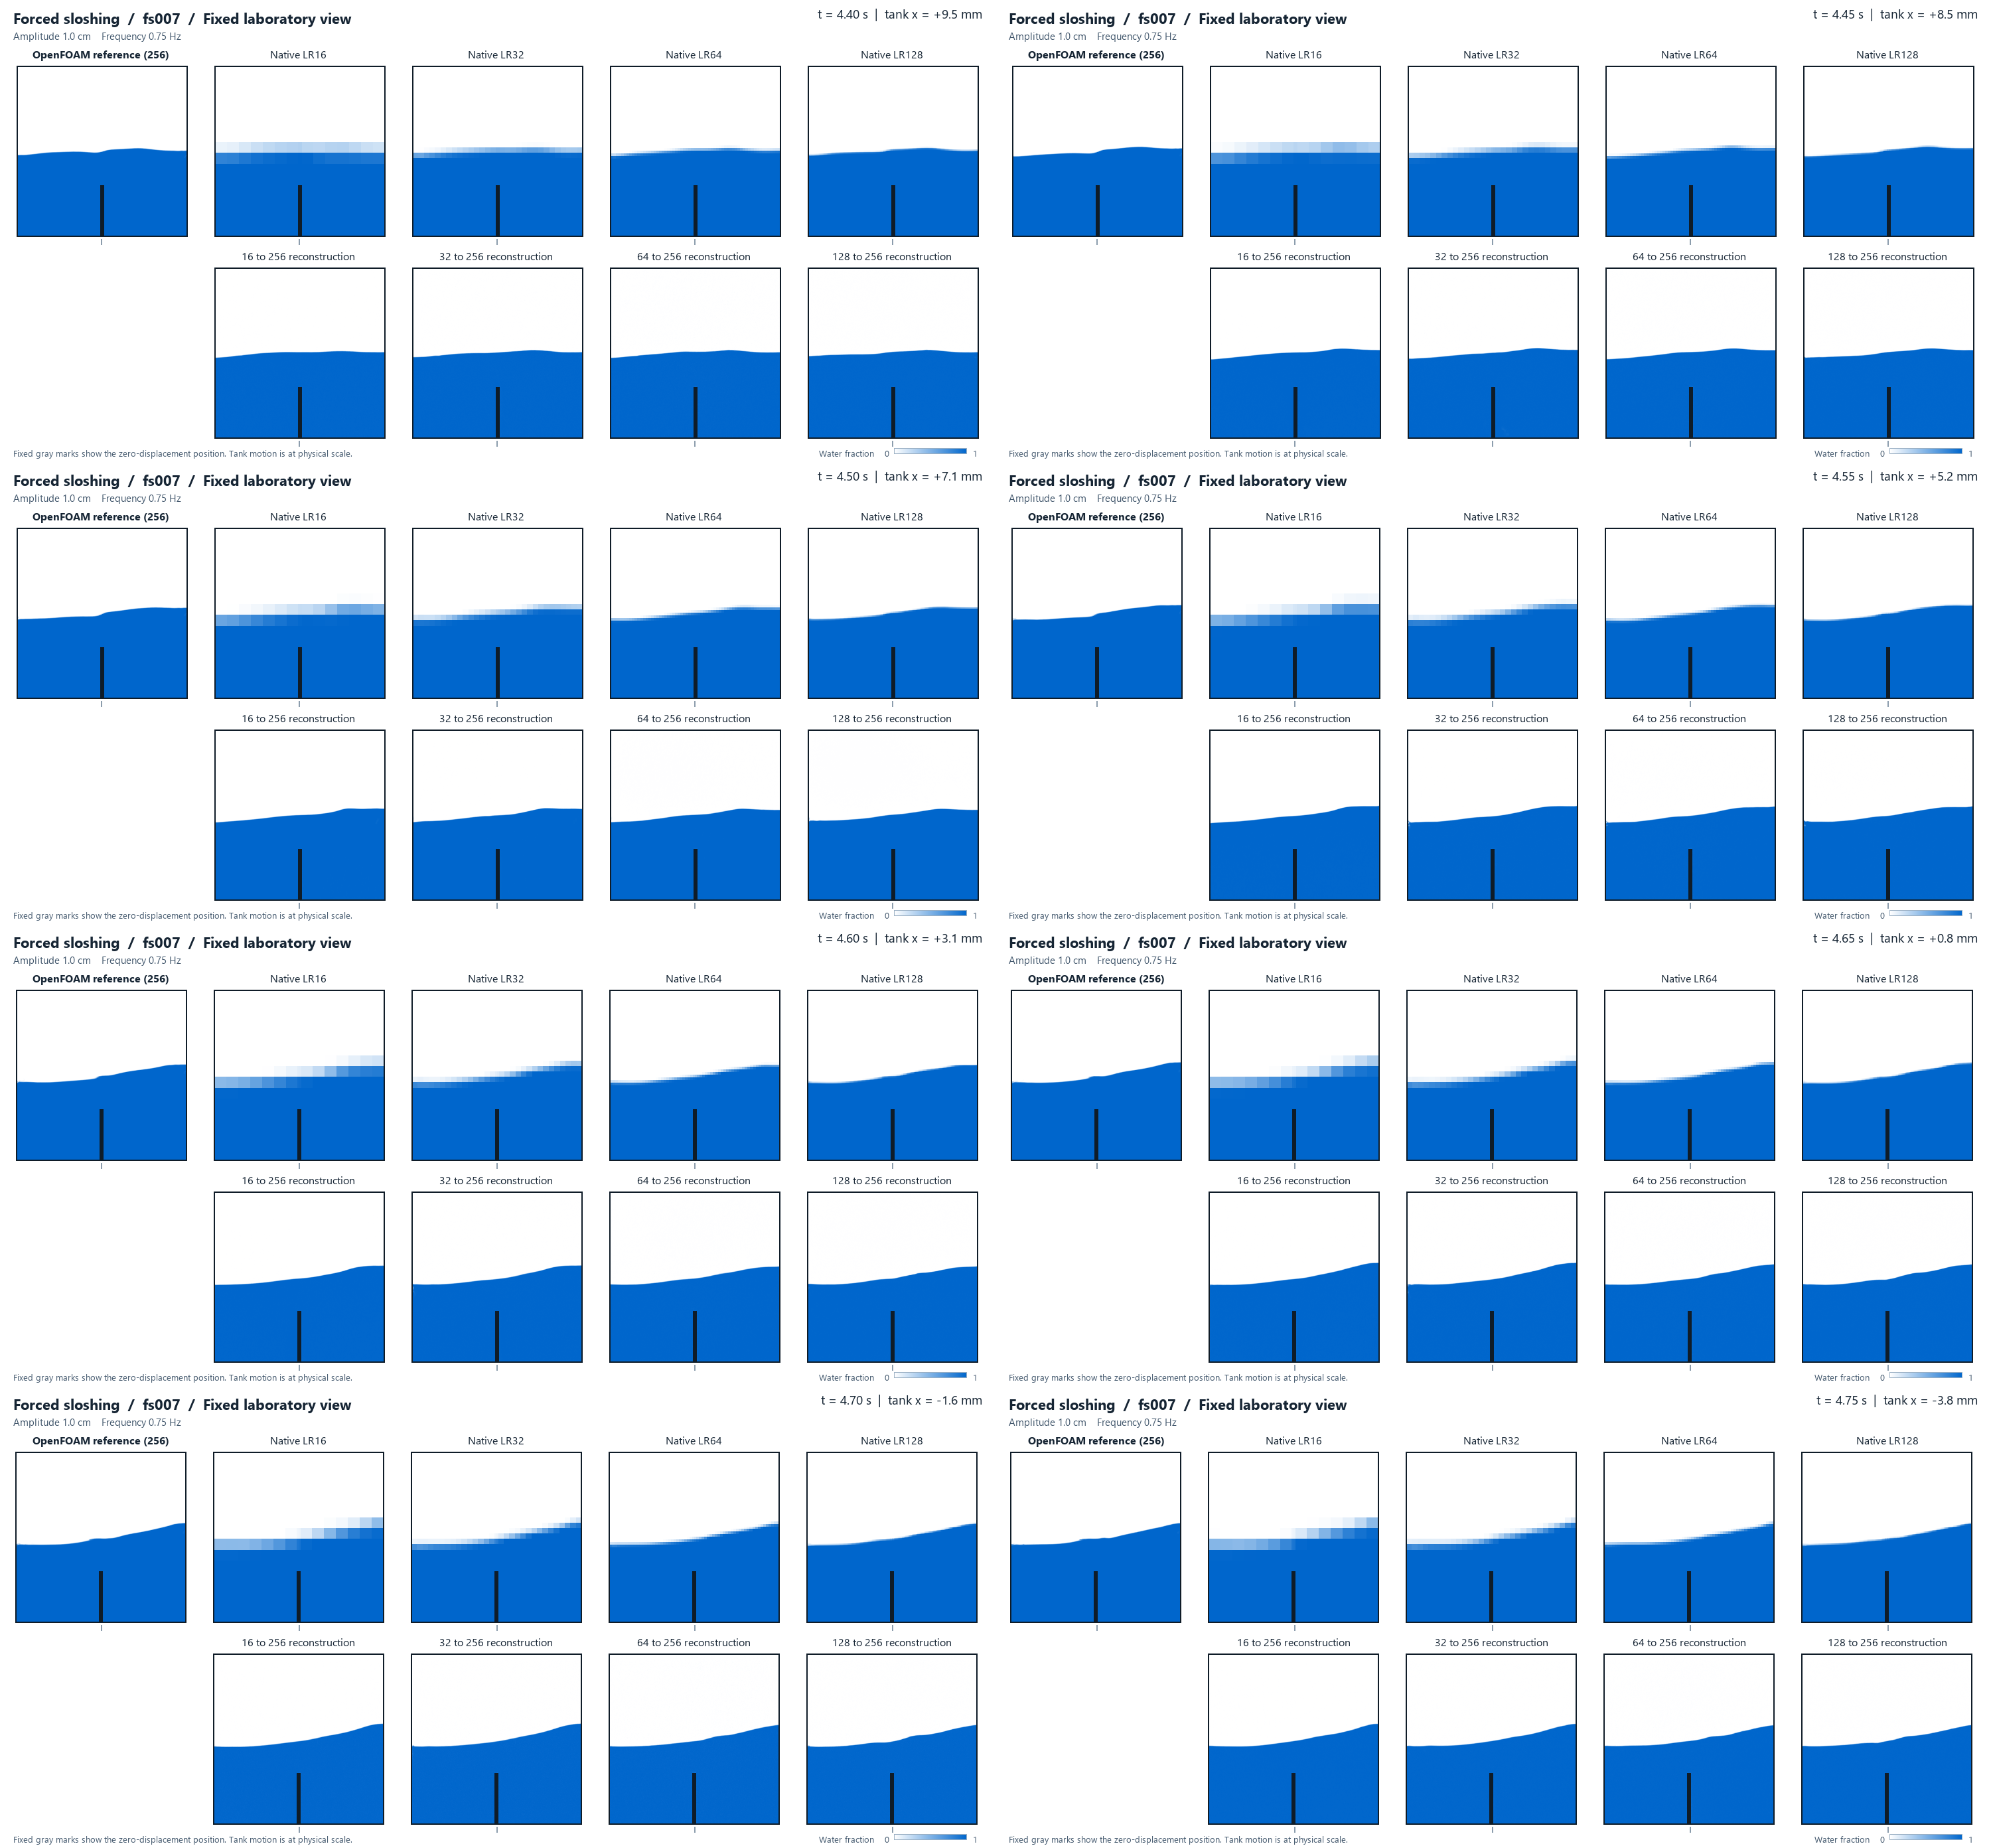 Forced sloshing / fs007 / Fixed laboratory view
t = 4.40 s | tank x = +9.5 mm
Amplitude 1.0 cm Frequency 0.75 Hz
OpenFOAM reference (256) Native LR16 Native LR32 Native LR64 Native LR128
16 to 256 reconstruction 32 to 256 reconstruction 64 to 256 reconstruction 128 to 256 reconstruction
Fixed gray marks show the zero-displacement position. Tank motion is at physical scale. Water fraction 0 1
Forced sloshing / fs007 / Fixed laboratory view
t = 4.45 s | tank x = +8.5 mm
Amplitude 1.0 cm Frequency 0.75 Hz
OpenFOAM reference (256) Native LR16 Native LR32 Native LR64 Native LR128
16 to 256 reconstruction 32 to 256 reconstruction 64 to 256 reconstruction 128 to 256 reconstruction
Fixed gray marks show the zero-displacement position. Tank motion is at physical scale. Water fraction 0 1
Forced sloshing / fs007 / Fixed laboratory view
t = 4.50 s | tank x = +7.1 mm
Amplitude 1.0 cm Frequency 0.75 Hz
OpenFOAM reference (256) Native LR16 Native LR32 Native LR64 Native LR128
16 to 256 reconstruction 32 to 256 reconstruction 64 to 256 reconstruction 128 to 256 reconstruction
Fixed gray marks show the zero-displacement position. Tank motion is at physical scale. Water fraction 0 1
Forced sloshing / fs007 / Fixed laboratory view
t = 4.55 s | tank x = +5.2 mm
Amplitude 1.0 cm Frequency 0.75 Hz
OpenFOAM reference (256) Native LR16 Native LR32 Native LR64 Native LR128
16 to 256 reconstruction 32 to 256 reconstruction 64 to 256 reconstruction 128 to 256 reconstruction
Fixed gray marks show the zero-displacement position. Tank motion is at physical scale. Water fraction 0 1
Forced sloshing / fs007 / Fixed laboratory view
t = 4.60 s | tank x = +3.1 mm
Amplitude 1.0 cm Frequency 0.75 Hz
OpenFOAM reference (256) Native LR16 Native LR32 Native LR64 Native LR128
16 to 256 reconstruction 32 to 256 reconstruction 64 to 256 reconstruction 128 to 256 reconstruction
Fixed gray marks show the zero-displacement position. Tank motion is at physical scale. Water fraction 0 1
Forced sloshing / fs007 / Fixed laboratory view
t = 4.65 s | tank x = +0.8 mm
Amplitude 1.0 cm Frequency 0.75 Hz
OpenFOAM reference (256) Native LR16 Native LR32 Native LR64 Native LR128
16 to 256 reconstruction 32 to 256 reconstruction 64 to 256 reconstruction 128 to 256 reconstruction
Fixed gray marks show the zero-displacement position. Tank motion is at physical scale. Water fraction 0 1
Forced sloshing / fs007 / Fixed laboratory view
t = 4.70 s | tank x = -1.6 mm
Amplitude 1.0 cm Frequency 0.75 Hz
OpenFOAM reference (256) Native LR16 Native LR32 Native LR64 Native LR128
16 to 256 reconstruction 32 to 256 reconstruction 64 to 256 reconstruction 128 to 256 reconstruction
Fixed gray marks show the zero-displacement position. Tank motion is at physical scale. Water fraction 0 1
Forced sloshing / fs007 / Fixed laboratory view
t = 4.75 s | tank x = -3.8 mm
Amplitude 1.0 cm Frequency 0.75 Hz
OpenFOAM reference (256) Native LR16 Native LR32 Native LR64 Native LR128
16 to 256 reconstruction 32 to 256 reconstruction 64 to 256 reconstruction 128 to 256 reconstruction
Fixed gray marks show the zero-displacement position. Tank motion is at physical scale. Water fraction 0 1